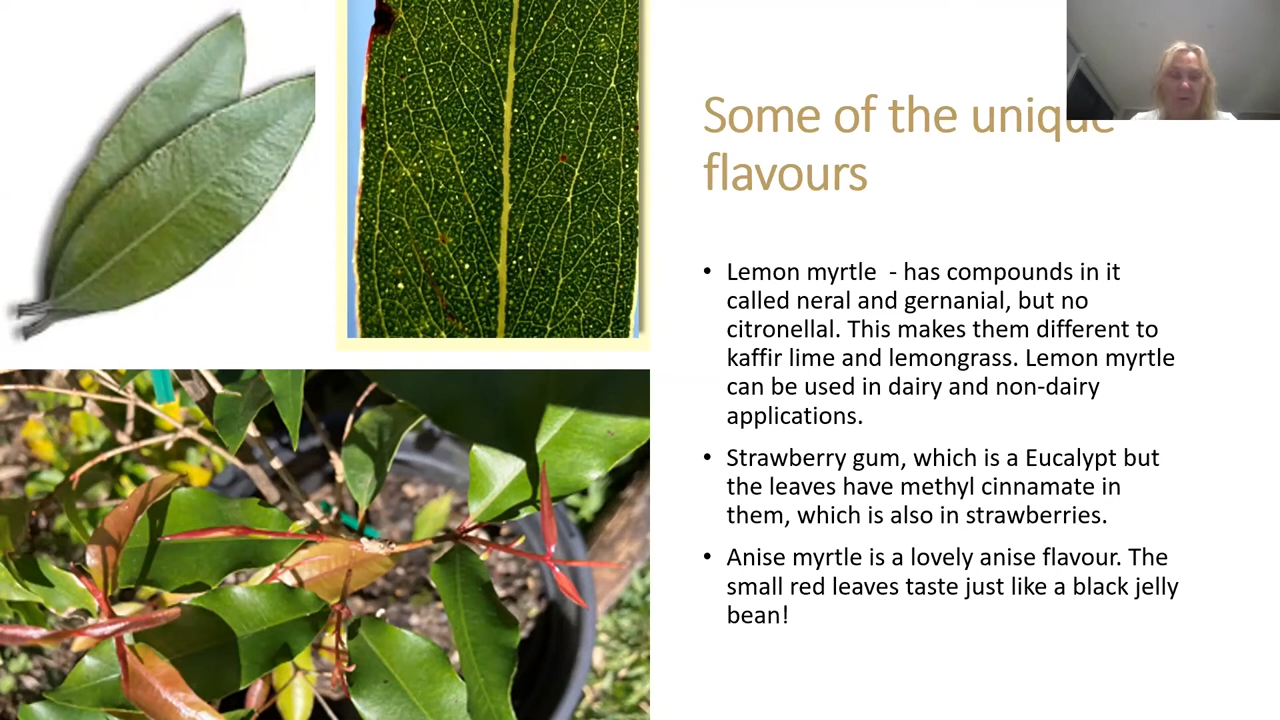 Some of the unique
flavours
• Lemon myrtle  - has compounds in it
called neral and gernanial, but no
citronellal. This makes them different to
kaffir lime and lemongrass. Lemon myrtle
can be used in dairy and non-dairy
applications.
• Strawberry gum, which is a Eucalypt but
the leaves have methyl cinnamate in
them, which is also in strawberries.
• Anise myrtle is a lovely anise flavour. The
small red leaves taste just like a black jelly
bean!